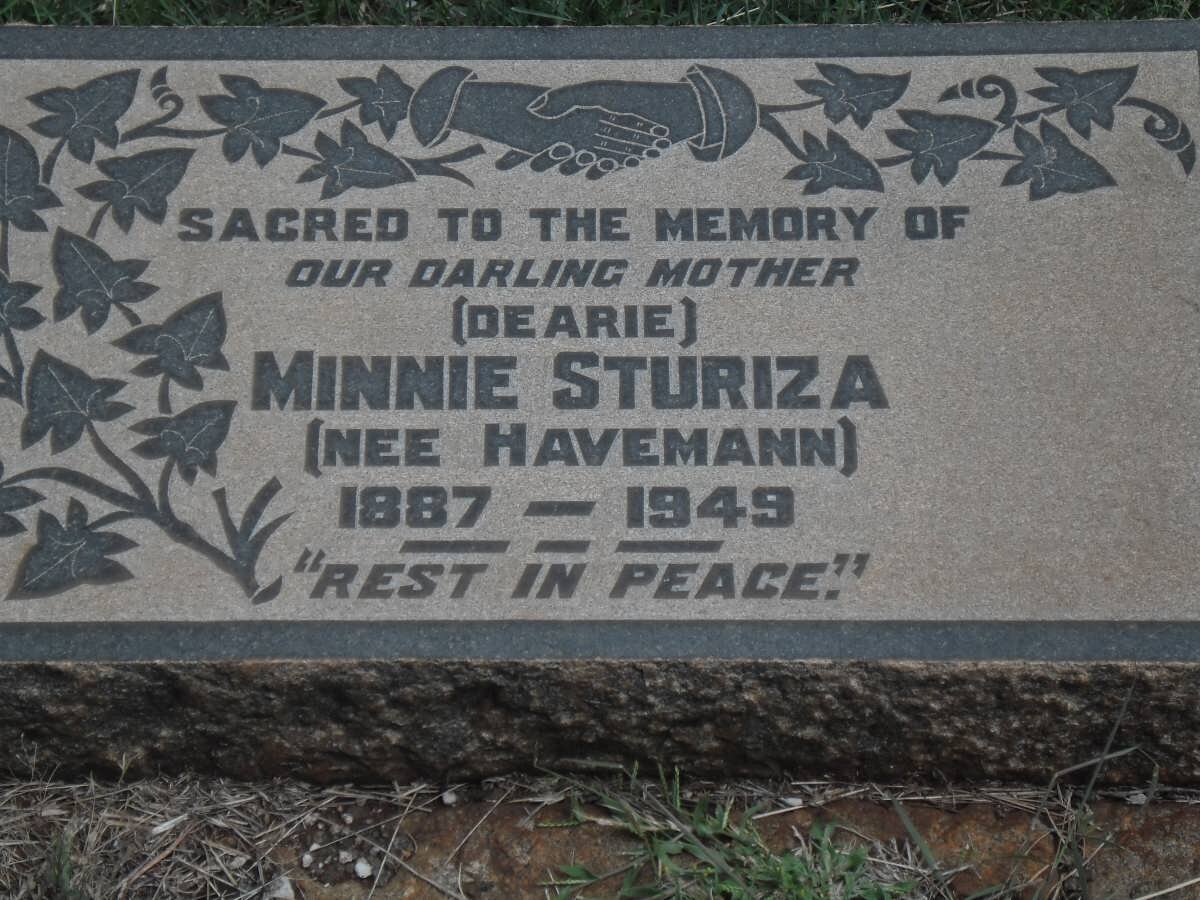 SACRED TO THE MEMORY OF
OUR DARLING MOTHER
(DEARIE)
MINNIE STURIZA
(NEE HAVEMANN)
1887 — 1949
"REST IN PEACE."